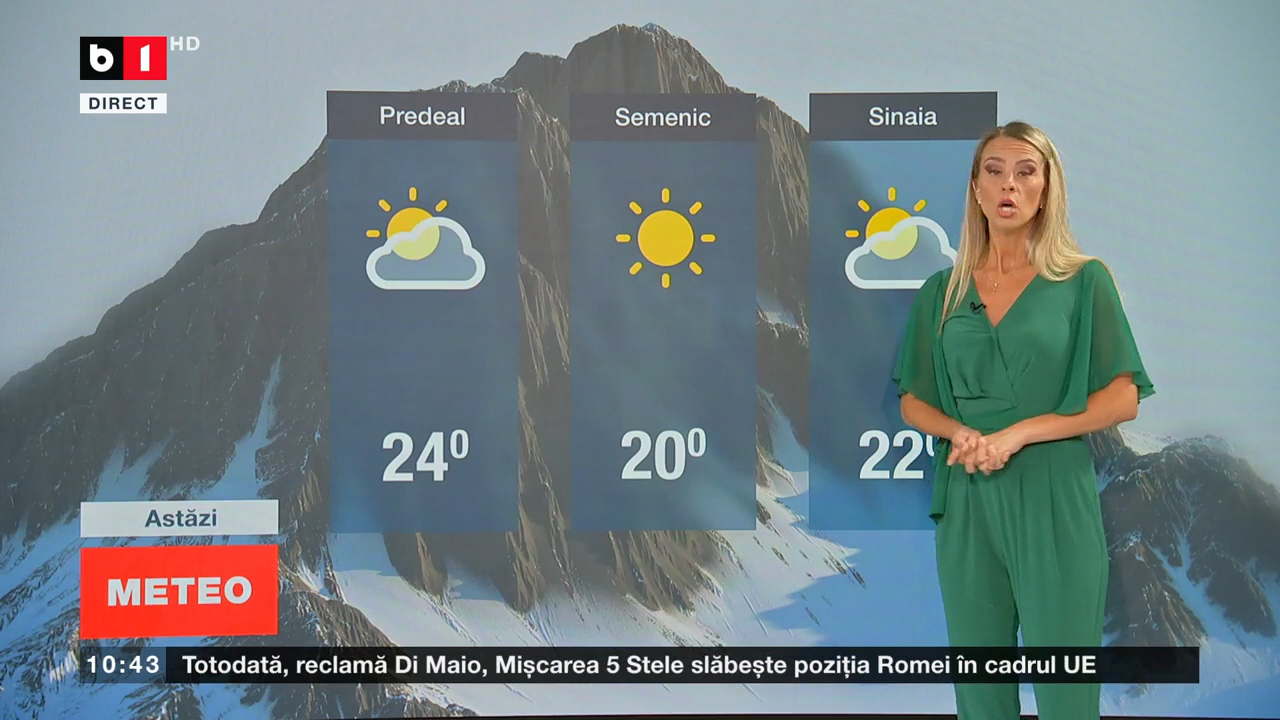 b1 HD
DIRECT
Predeal
Semenic
Sinaia
24⁰
20⁰
22⁰
Astăzi
METEO
10:43 Totodată, reclamă Di Maio, Mișcarea 5 Stele slăbește poziția Romei în cadrul UE